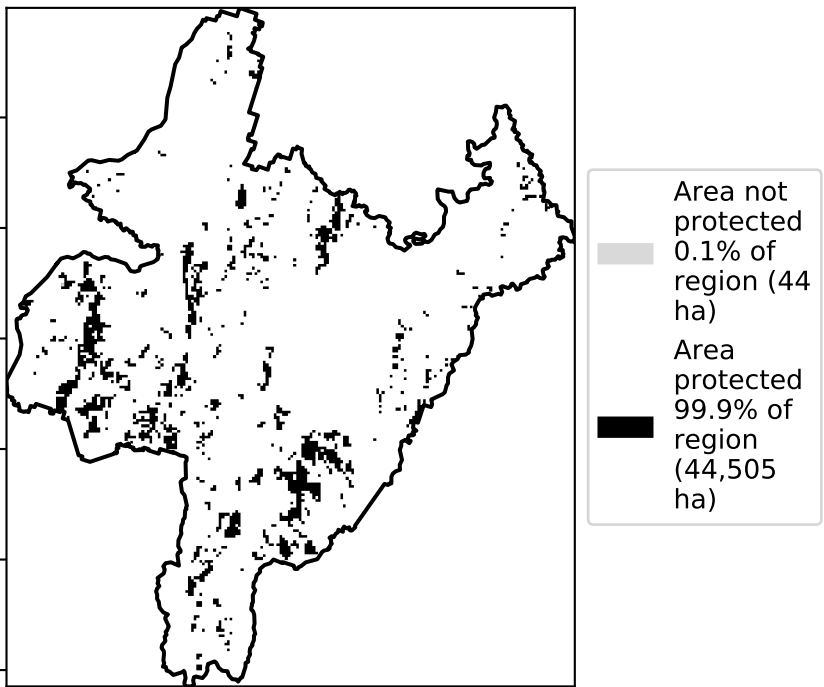 Area not
protected
0.1% of
region (44
ha)
Area
protected
99.9% of
region
(44,505
ha)